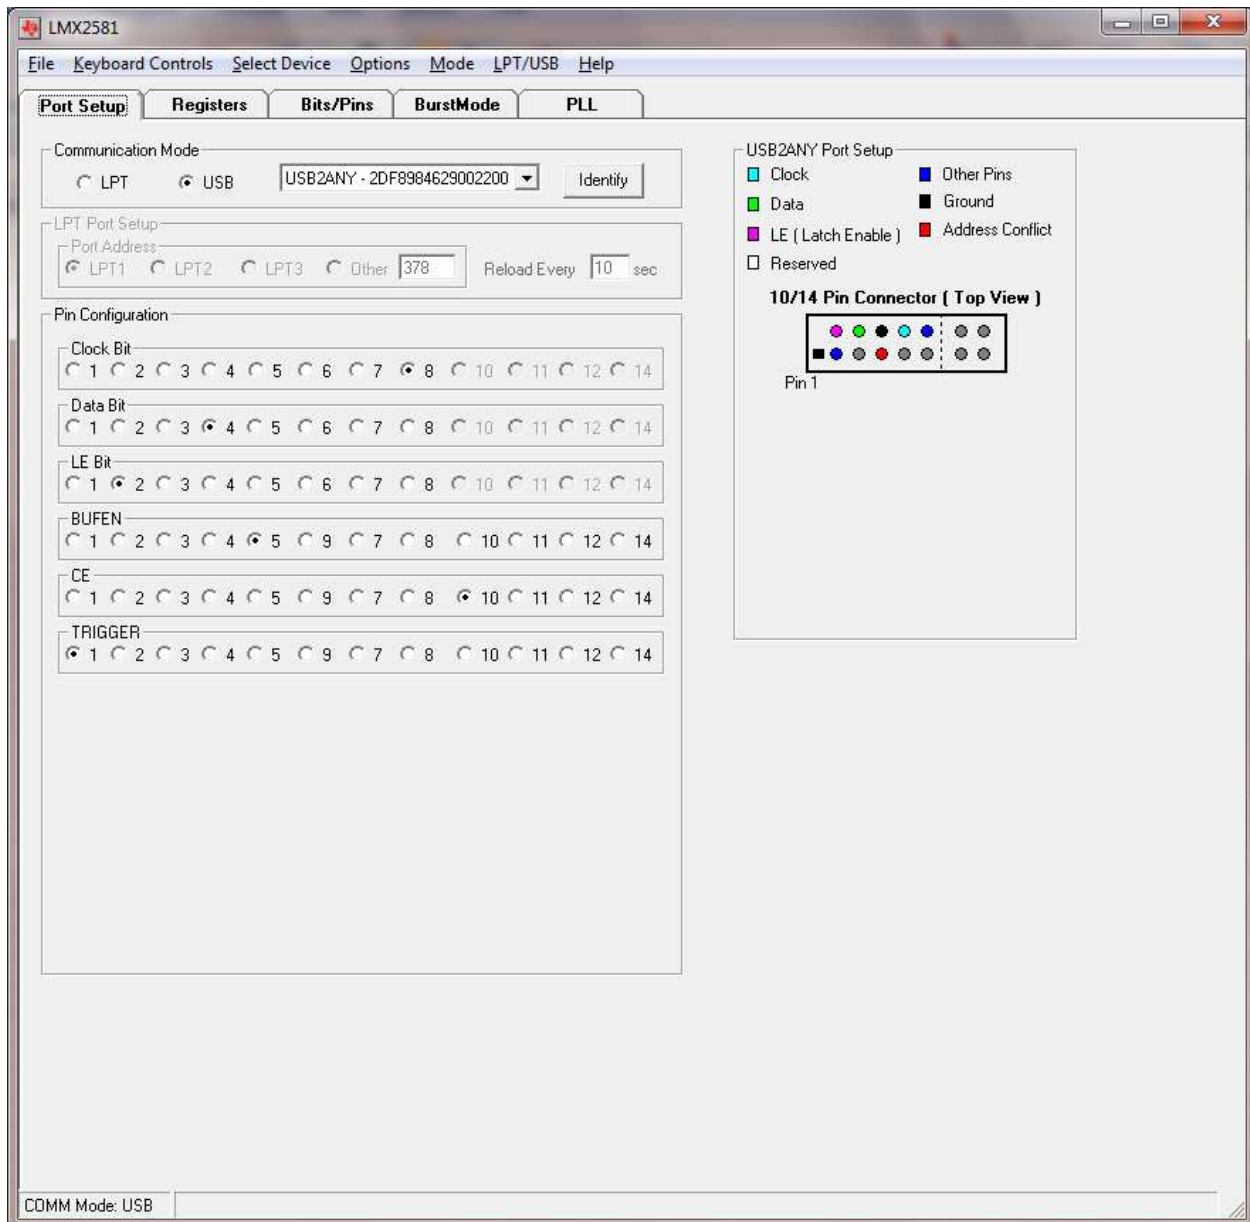 LMX2581
File Keyboard Controls Select Device Options Mode LPT/USB Help
Port Setup Registers Bits/Pins BurstMode PLL
Communication Mode
LPT USB USB2ANY - 2DF8984629002200 Identify
LPT Port Setup
Port Address
LPT1 LPT2 LPT3 Other 378 Reload Every 10 sec
Pin Configuration
Clock Bit
1 2 3 4 5 6 7 8 10 11 12 14
Data Bit
1 2 3 4 5 6 7 8 10 11 12 14
LE Bit
1 2 3 4 5 6 7 8 10 11 12 14
BUFEN
1 2 3 4 5 9 7 8 10 11 12 14
CE
1 2 3 4 5 9 7 8 10 11 12 14
TRIGGER
1 2 3 4 5 9 7 8 10 11 12 14
USB2ANY Port Setup
Clock Other Pins
Data Ground
LE ( Latch Enable ) Address Conflict
Reserved
10/14 Pin Connector ( Top View )
Pin 1
COMM Mode: USB